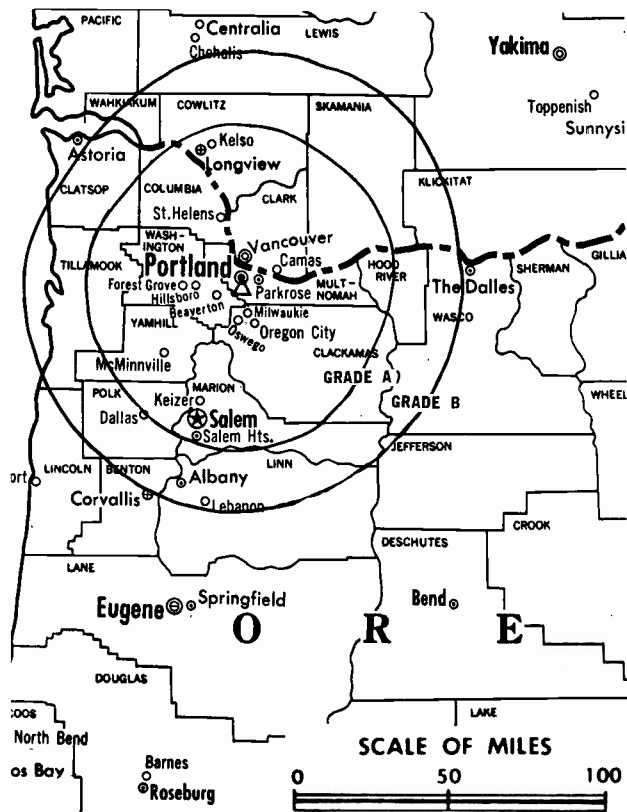 PACIFIC
Centralia
LEWIS
Chehalis
Yakima
WAHKIAKUM
COWLITZ
SKAMANIA
Toppenish
Sunnysi
Astoria
Kelso
Longview
CLATSOP
COLUMBIA
CLARK
KLICKITAT
St.Helens
WASH-
INGTON
Vancouver
TILLAMOOK
Portland
Camas
HOOD
RIVER
SHERMAN
GILLIA
Forest Grove
Parkrose
MULT-
NOMAH
The Dalles
Hillsboro
Beaverton
Milwaukie
WASCO
YAMHILL
Oswego
Oregon City
CLACKAMAS
McMinnville
GRADE A
GRADE B
POLK
MARION
Keizer
WHEEL
Dallas
Salem
Salem Hts.
JEFFERSON
LINCOLN
BENTON
LINN
ort
Albany
Corvallis
Lebanon
CROOK
DESCHUTES
LANE
Eugene
Springfield
Bend
O R E
DOUGLAS
COOS
LAKE
North Bend
SCALE OF MILES
os Bay
Barnes
Roseburg
0 50 100